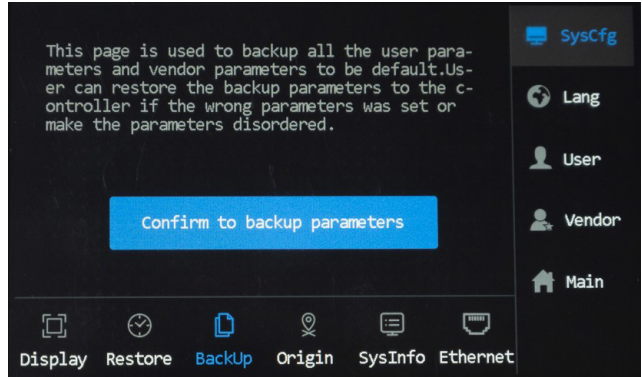 This page is used to backup all the user para-
meters and vendor parameters to be default.Us-
er can restore the backup parameters to the c-
ontroller if the wrong parameters was set or
make the parameters disordered.
Confirm to backup parameters
Display Restore BackUp Origin SysInfo Ethernet
SysCfg
Lang
User
Vendor
Main